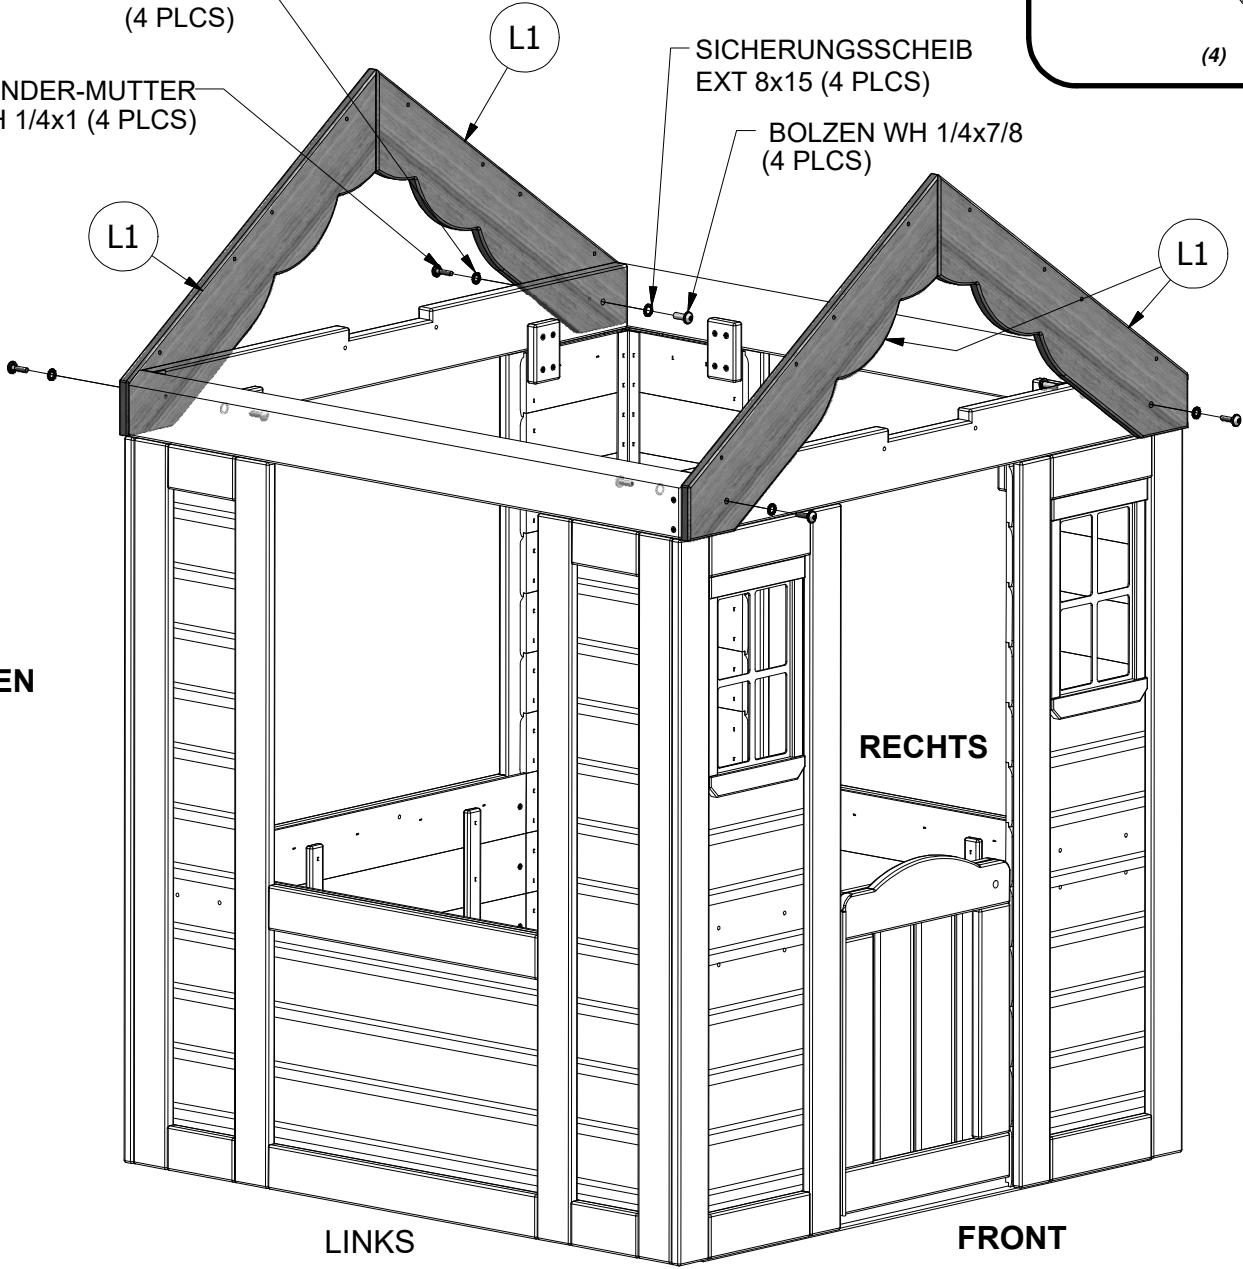 (4 PLCS)
L1
SICHERUNGSSCHEIB
EXT 8x15 (4 PLCS)
(4)
NDER-MUTTER
H 1/4x1 (4 PLCS)
BOLZEN WH 1/4x7/8
(4 PLCS)
L1
L1
EN
RECHTS
LINKS
FRONT